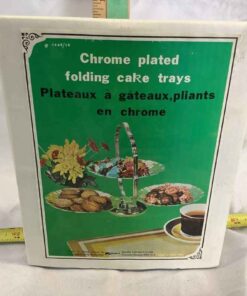 Chrome plated
folding cake trays
Plateaux a gateaux,pliants
en chrome